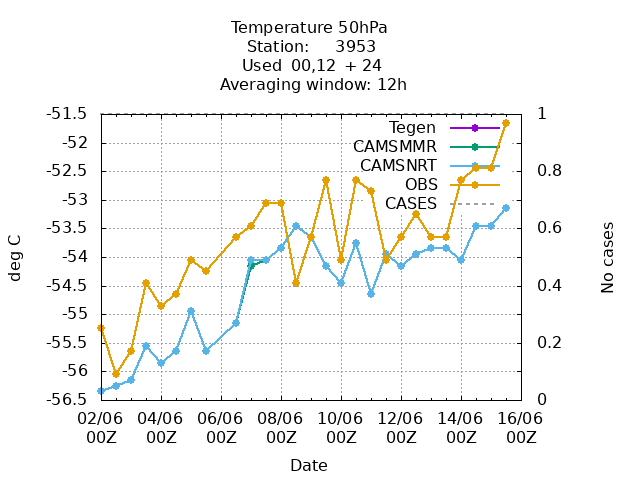 Temperature 50hPa
Station: 3953
Used 00,12 + 24
Averaging window: 12h
-51.5
-52
-52.5
-53
-53.5
-54
-54.5
-55
-55.5
-56
-56.5
deg C
1
0.8
0.6
0.4
0.2
0
No cases
Tegen
CAMSMMR
CAMSNRT
OBS
CASES
02/06 04/06 06/06 08/06 10/06 12/06 14/06 16/06
00Z 00Z 00Z 00Z 00Z 00Z 00Z 00Z
Date